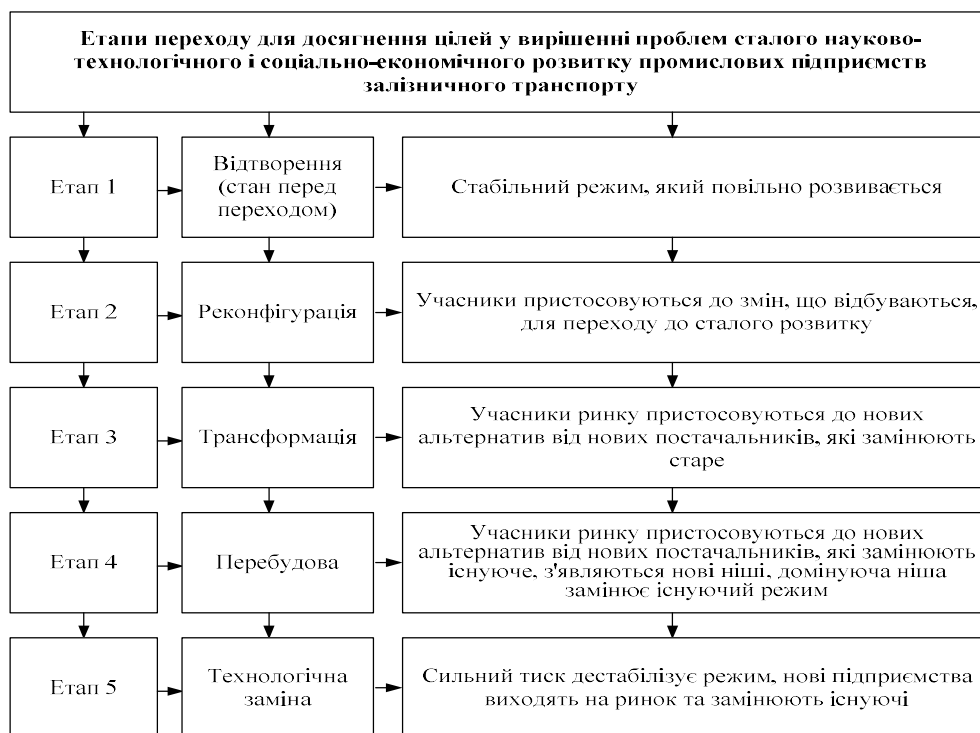 Етапи переходу для досягнення цілей у вирішенні проблем сталого науково-
технологічного і соціально-економічного розвитку промислових підприємств
залізничного транспорту
Етап 1
Відтворення
(стан перед
переходом)
Стабільний режим, який повільно розвивається
Етап 2
Реконфігурація
Учасники пристосовуються до змін, що відбуваються,
для переходу до сталого розвитку
Етап 3
Трансформація
Учасники ринку пристосовуються до нових
альтернатив від нових постачальників, які замінюють
старе
Етап 4
Перебудова
Учасники ринку пристосовуються до нових
альтернатив від нових постачальників, які замінюють
існуюче, з'являються нові ніші, домінуюча ніша
замінює існуючий режим
Етап 5
Технологічна
заміна
Сильний тиск дестабілізує режим, нові підприємства
виходять на ринок та замінюють існуючі